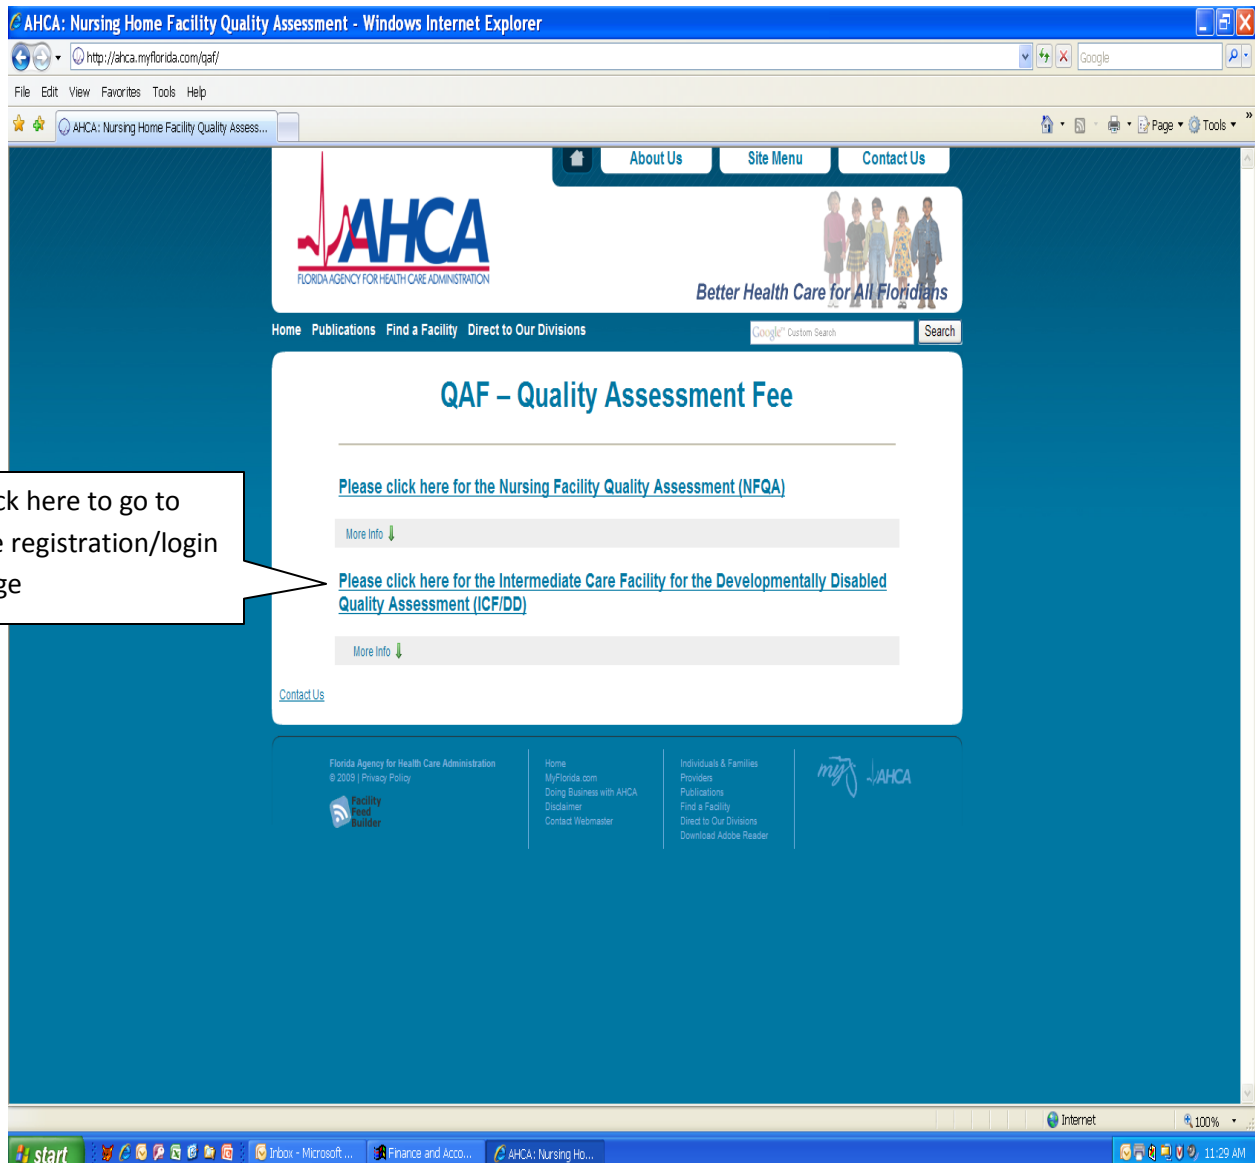 AHCA: Nursing Home Facility Quality Assessment - Windows Internet Explorer
http://ahca.myflorida.com/qaf/
Google
File Edit View Favorites Tools Help
AHCA: Nursing Home Facility Quality Assess...
Page Tools
About Us Site Menu Contact Us
AHCA
FLORIDA AGENCY FOR HEALTH CARE ADMINISTRATION
Better Health Care for All Floridians
Home Publications Find a Facility Direct to Our Divisions
Google™ Custom Search Search
QAF – Quality Assessment Fee
Please click here for the Nursing Facility Quality Assessment (NFQA)
More Info
ck here to go to
e registration/login
ge
Please click here for the Intermediate Care Facility for the Developmentally Disabled
Quality Assessment (ICF/DD)
More Info
Contact Us
Florida Agency for Health Care Administration
© 2009 | Privacy Policy
Facility
Feed
Builder
Home
MyFlorida.com
Doing Business with AHCA
Disclaimer
Contact Webmaster
Individuals & Families
Providers
Publications
Find a Facility
Direct to Our Divisions
Download Adobe Reader
my AHCA
Internet 100%
start Inbox - Microsoft ... Finance and Acco... AHCA: Nursing Ho... 11:29 AM